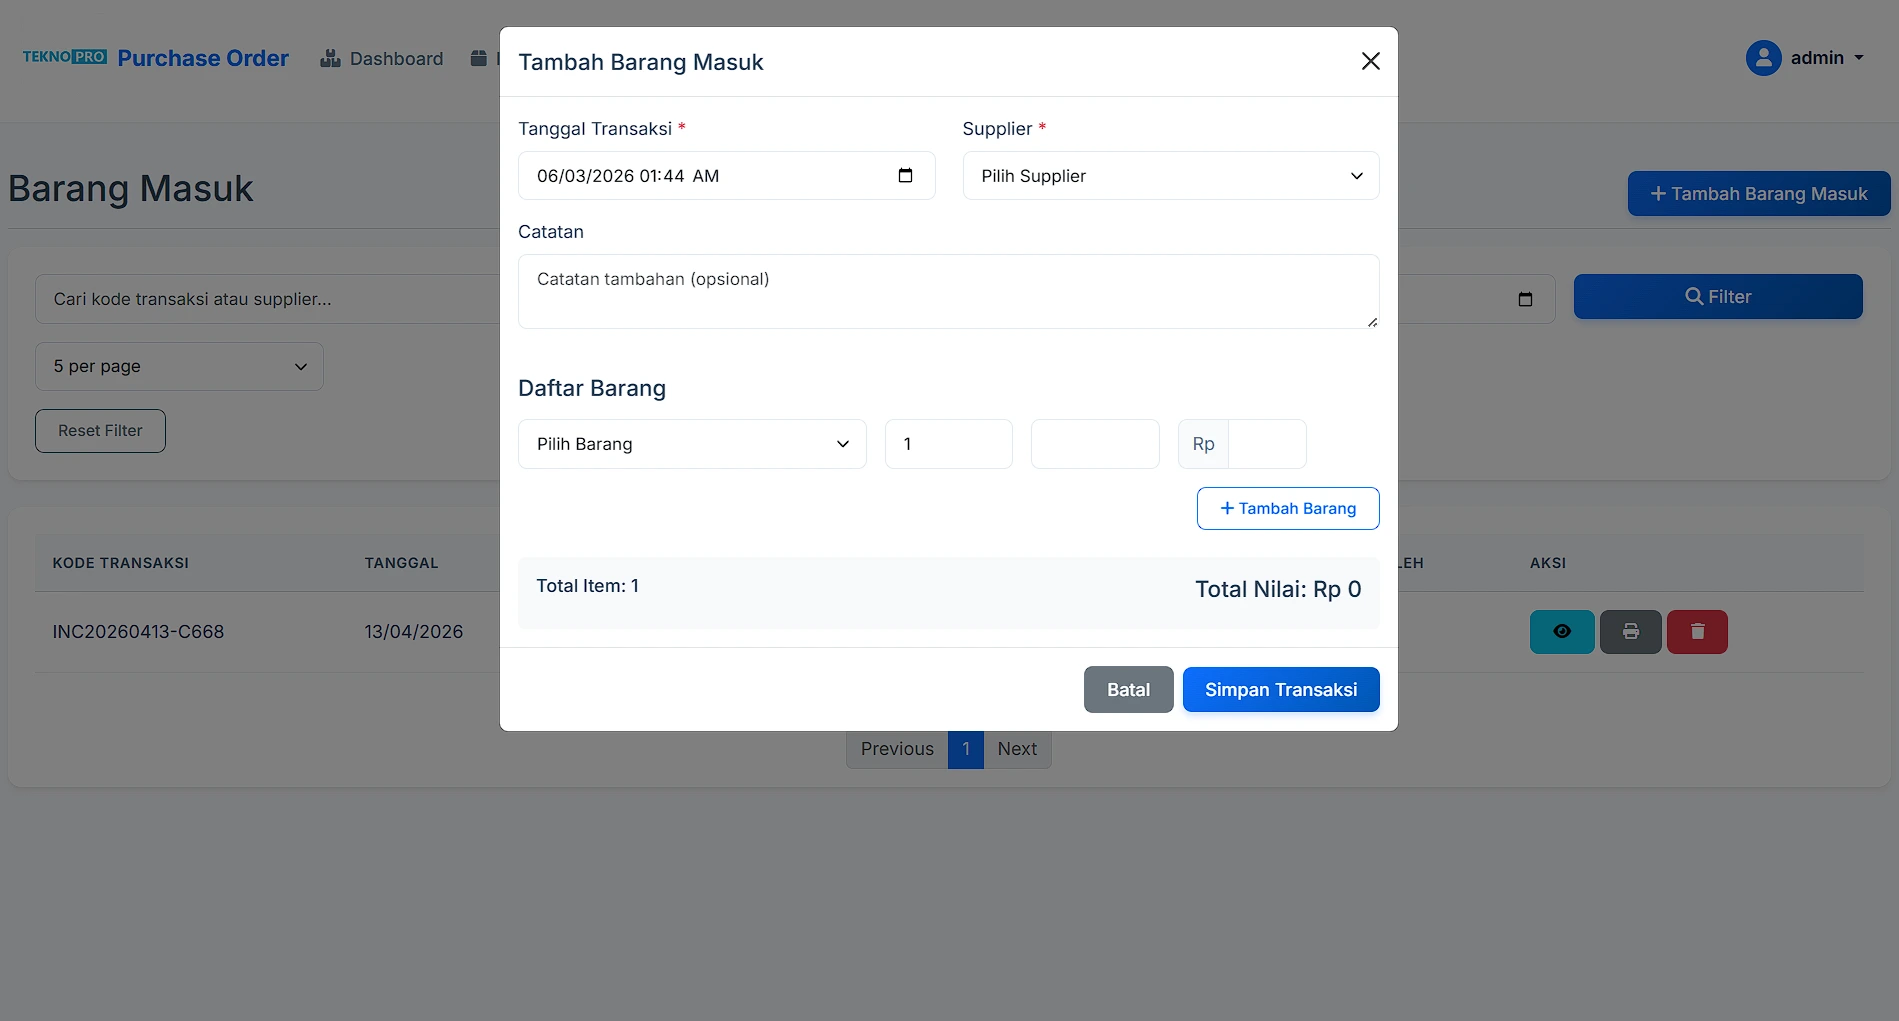 TEKNOPRO Purchase Order Dashboard admin
Tambah Barang Masuk
Tanggal Transaksi * Supplier *
06/03/2026 01:44 AM Pilih Supplier
Catatan
Catatan tambahan (opsional)
Daftar Barang
Pilih Barang 1 Rp
+ Tambah Barang
Total Item: 1 Total Nilai: Rp 0
Batal Simpan Transaksi
Barang Masuk + Tambah Barang Masuk
Cari kode transaksi atau supplier... Filter
5 per page
Reset Filter
KODE TRANSAKSI TANGGAL LEH AKSI
INC20260413-C668 13/04/2026
Previous 1 Next